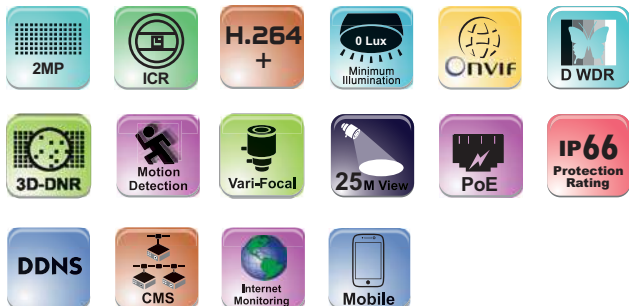 2MP
ICR
H.264
+
0 Lux
Minimum
Illumination
ONVIF
D WDR
3D-DNR
Motion
Detection
Vari-Focal
25M View
PoE
IP66
Protection
Rating
DDNS
CMS
Internet
Monitoring
Mobile